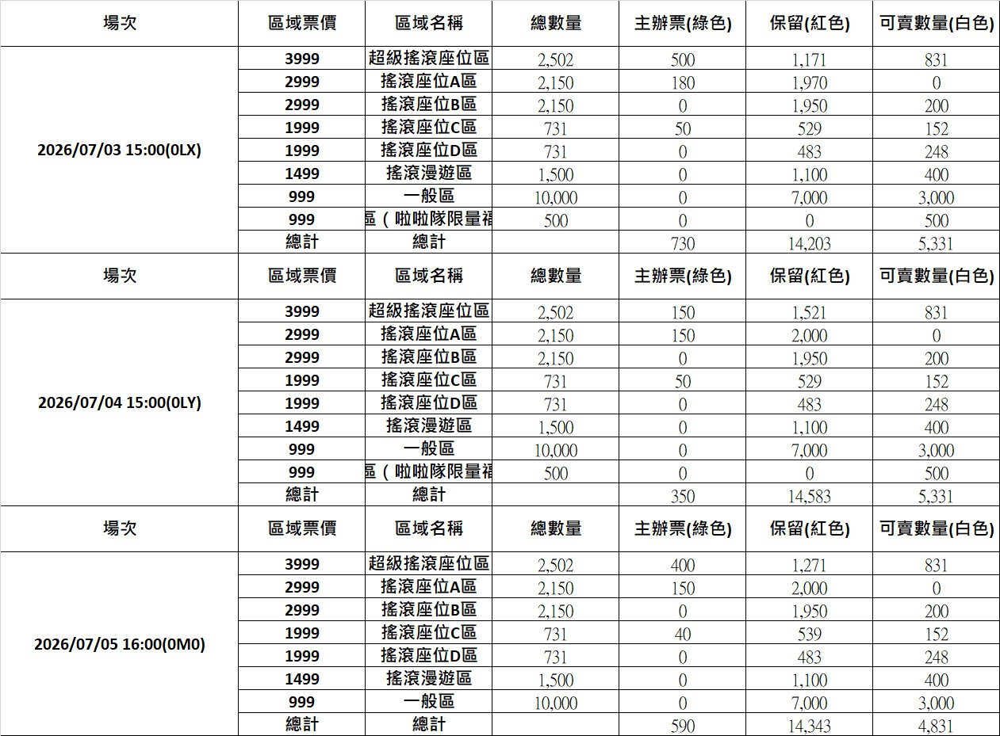 場次 區域票價 區域名稱 總數量 主辦票(綠色) 保留(紅色) 可賣數量(白色)
3999 超級搖滾座位區 2,502 500 1,171 831
2999 搖滾座位A區 2,150 180 1,970 0
2999 搖滾座位B區 2,150 0 1,950 200
1999 搖滾座位C區 731 50 529 152
2026/07/03 15:00(0LX) 1999 搖滾座位D區 731 0 483 248
1499 搖滾漫遊區 1,500 0 1,100 400
999 一般區 10,000 0 7,000 3,000
999 區（啦啦隊限量福 500 0 0 500
總計 總計 730 14,203 5,331
場次 區域票價 區域名稱 總數量 主辦票(綠色) 保留(紅色) 可賣數量(白色)
3999 超級搖滾座位區 2,502 150 1,521 831
2999 搖滾座位A區 2,150 150 2,000 0
2999 搖滾座位B區 2,150 0 1,950 200
1999 搖滾座位C區 731 50 529 152
2026/07/04 15:00(0LY) 1999 搖滾座位D區 731 0 483 248
1499 搖滾漫遊區 1,500 0 1,100 400
999 一般區 10,000 0 7,000 3,000
999 區（啦啦隊限量福 500 0 0 500
總計 總計 350 14,583 5,331
場次 區域票價 區域名稱 總數量 主辦票(綠色) 保留(紅色) 可賣數量(白色)
3999 超級搖滾座位區 2,502 400 1,271 831
2999 搖滾座位A區 2,150 150 2,000 0
2999 搖滾座位B區 2,150 0 1,950 200
2026/07/05 16:00(0M0) 1999 搖滾座位C區 731 40 539 152
1999 搖滾座位D區 731 0 483 248
1499 搖滾漫遊區 1,500 0 1,100 400
999 一般區 10,000 0 7,000 3,000
總計 總計 590 14,343 4,831